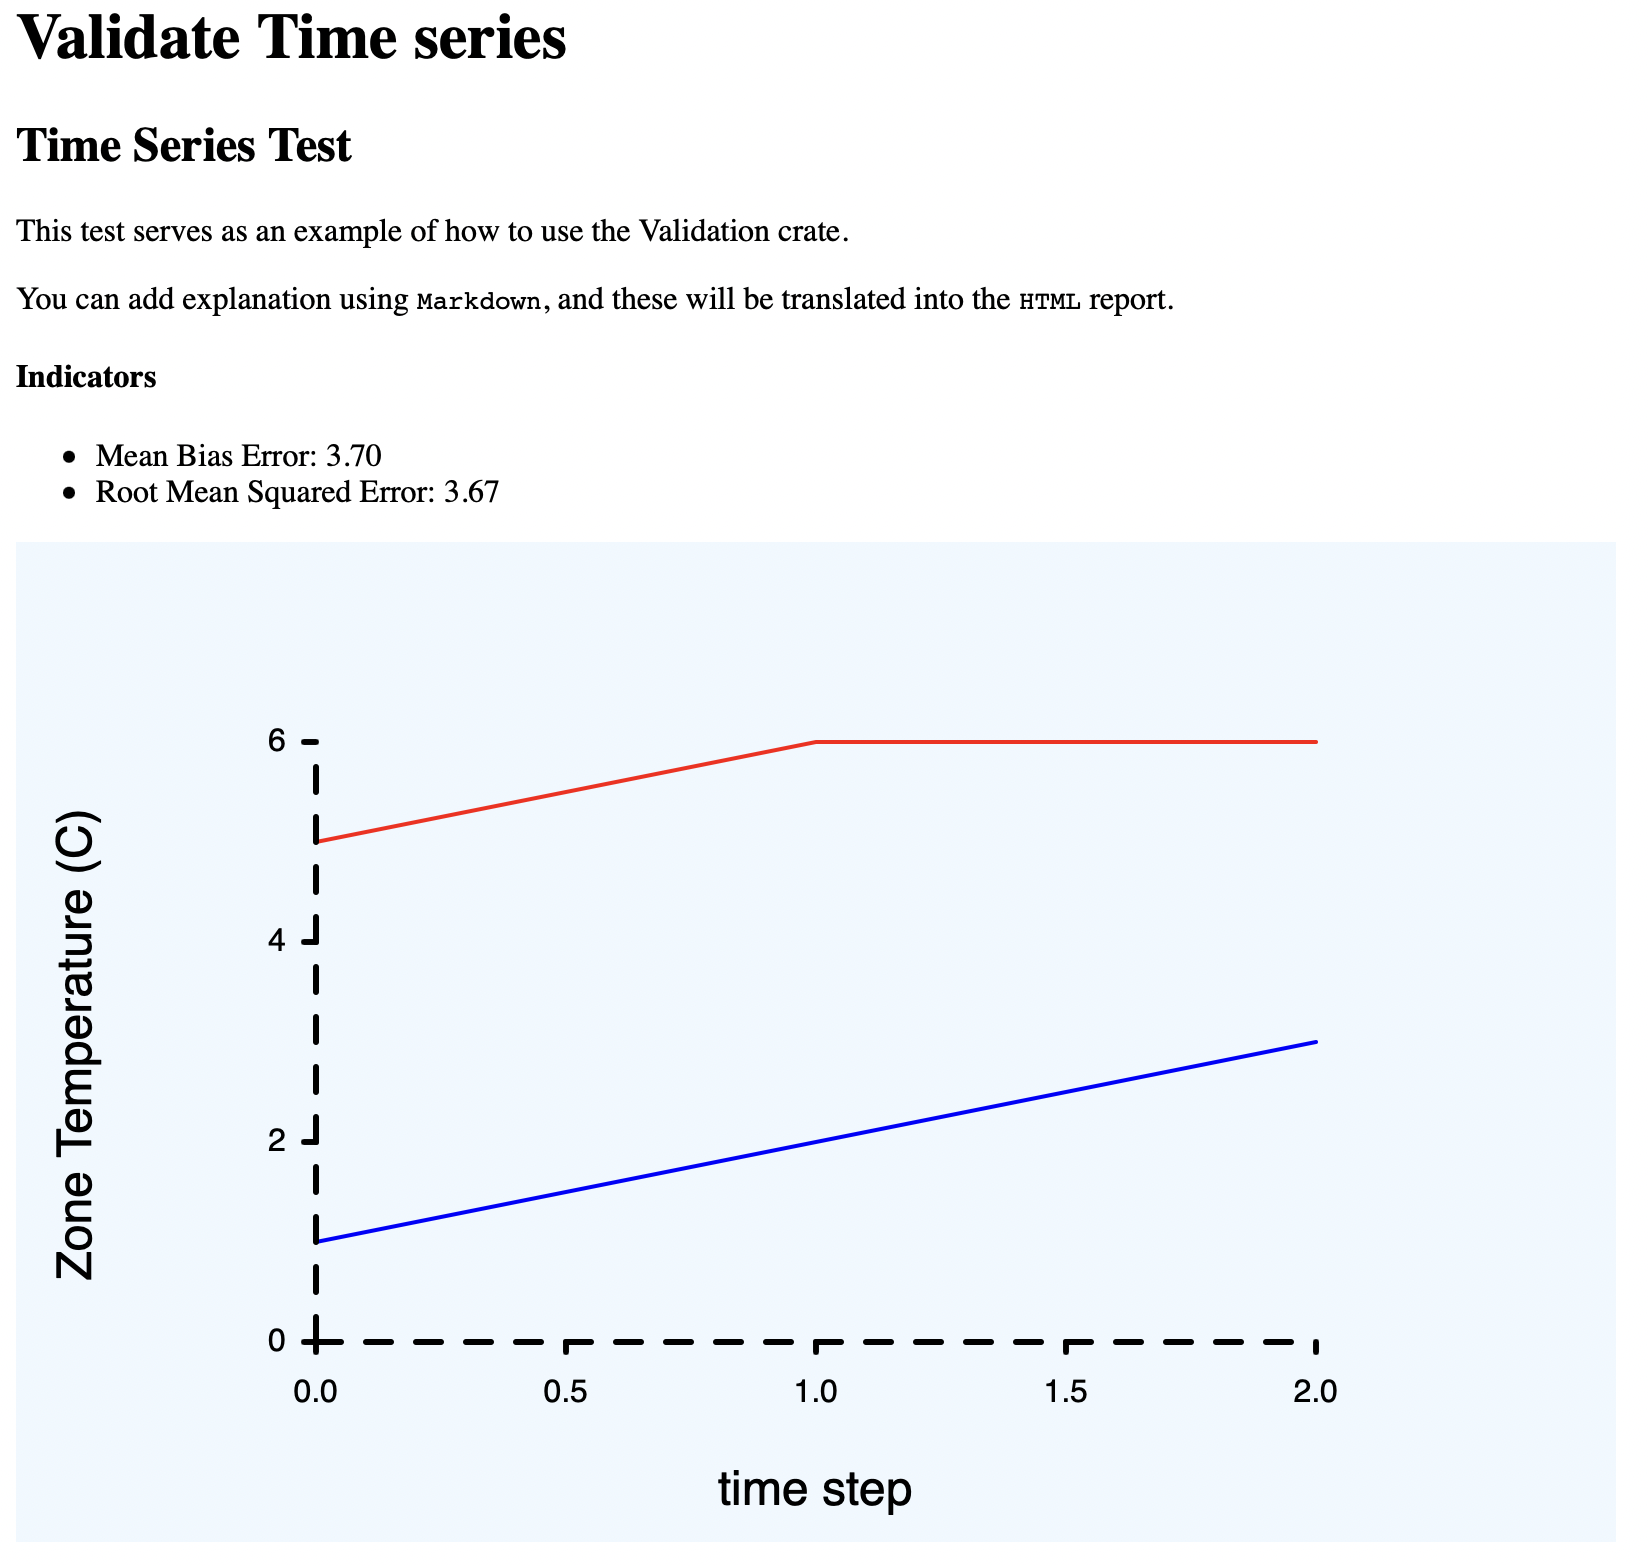 Validate Time series
Time Series Test
This test serves as an example of how to use the Validation crate.
You can add explanation using Markdown, and these will be translated into the HTML report.
Indicators
• Mean Bias Error: 3.70
• Root Mean Squared Error: 3.67
6
4
2
0
Zone Temperature (C)
0.0 0.5 1.0 1.5 2.0
time step